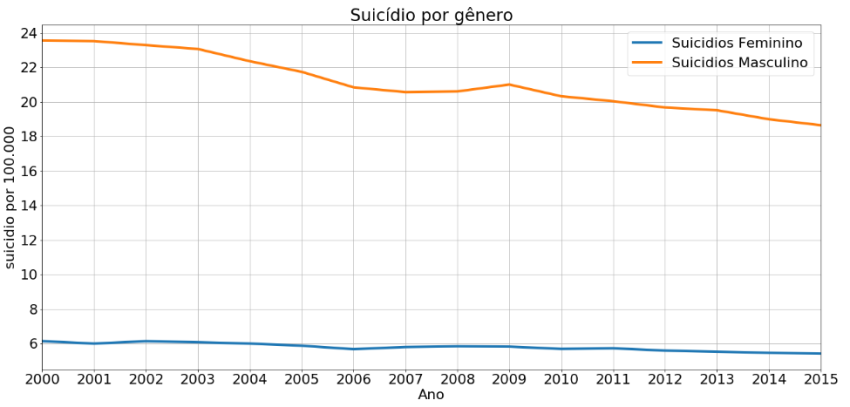 Suicídio por gênero
Suicidios Feminino
Suicidios Masculino
suicidio por 100.000
24
22
20
18
16
14
12
10
8
6
2000 2001 2002 2003 2004 2005 2006 2007 2008 2009 2010 2011 2012 2013 2014 2015
Ano